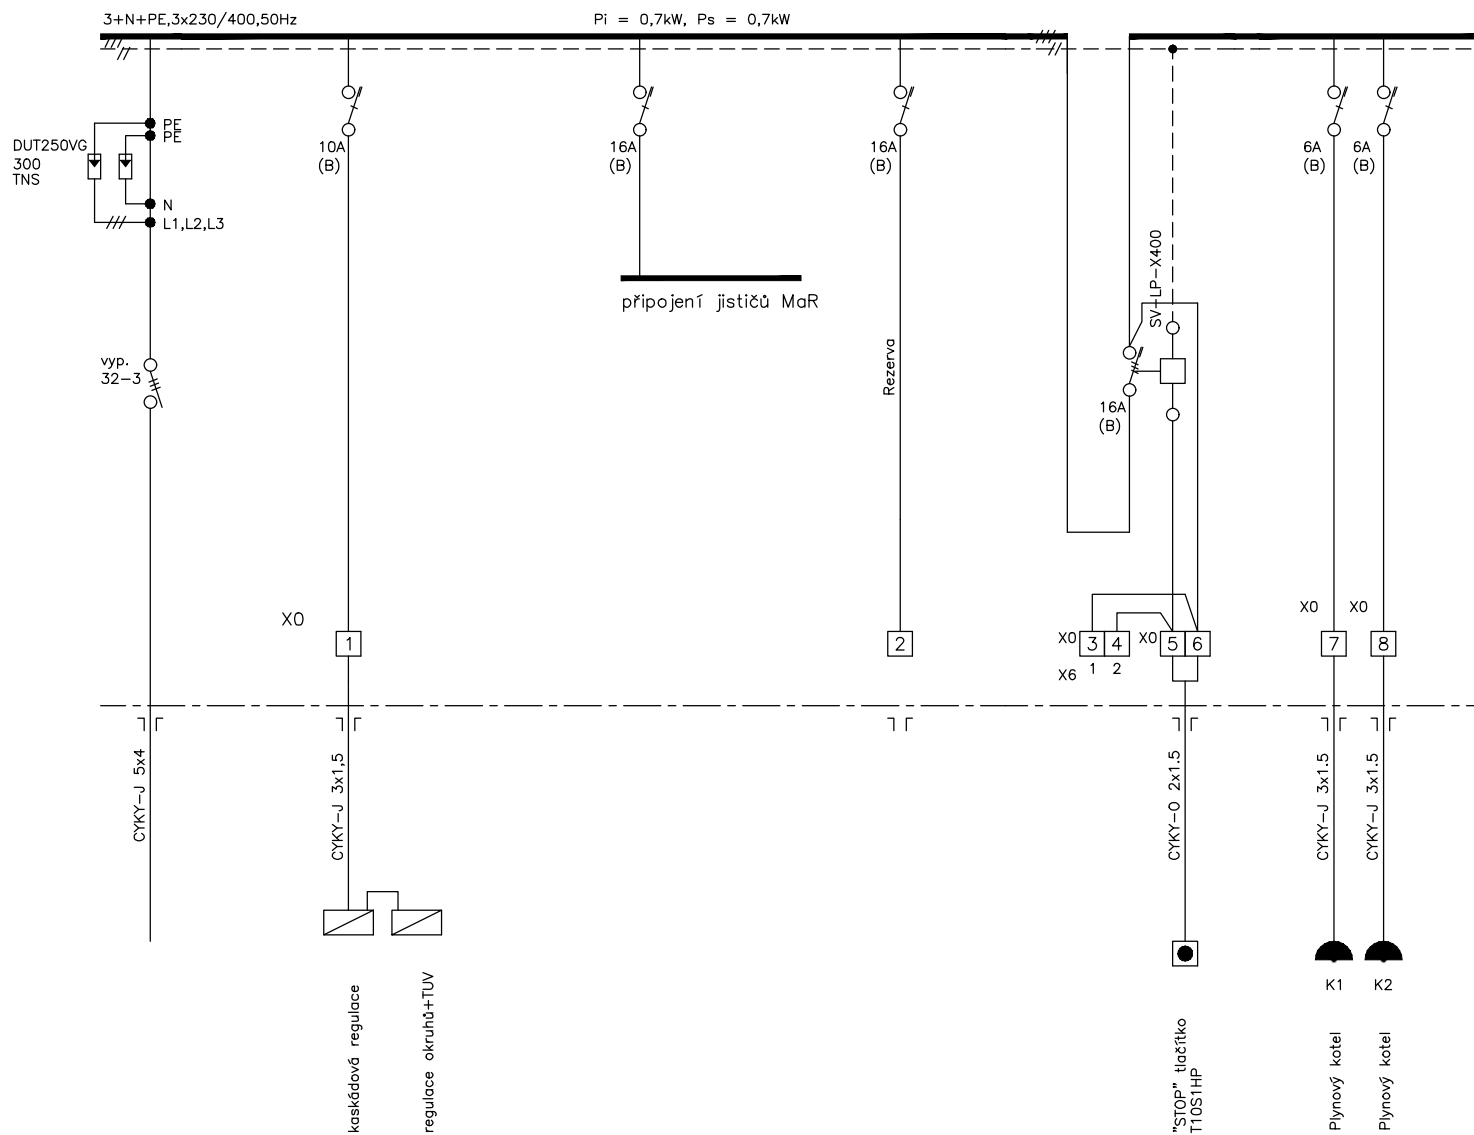 3+N+PE,3x230/400,50Hz
Pi = 0,7kW, Ps = 0,7kW
PE
PE
DUT250VG
300
TNS
N
L1,L2,L3
10A
(B)
16A
(B)
16A
(B)
6A
(B)
6A
(B)
SV-LP-X400
připojení jističů MaR
vyp.
32-3
Rezerva
16A
(B)
X0
1
2
X0
3
4
X0
5
6
X6
1
2
X0
7
X0
8
CYKY-J 5x4
CYKY-J 3x1,5
CYKY-O 2x1.5
CYKY-J 3x1.5
CYKY-J 3x1.5
K1
K2
kaskádová regulace
regulace okruhů+TUV
"STOP" tlačítko
T10S1HP
Plynový kotel
Plynový kotel